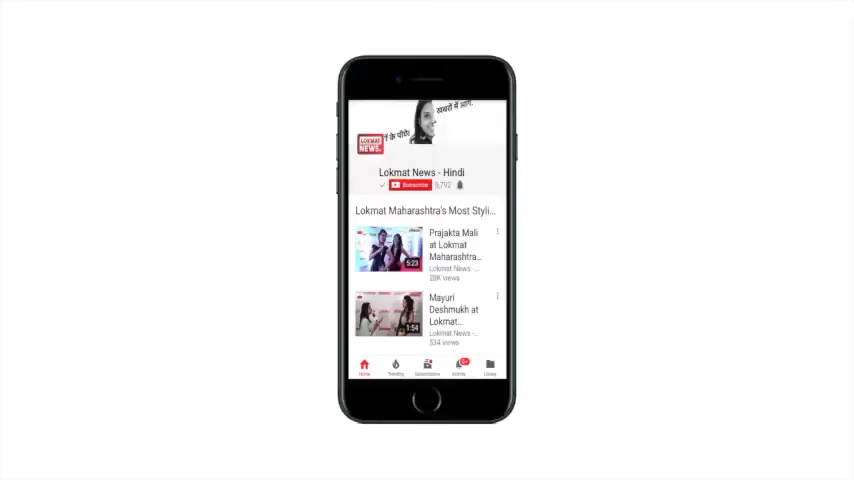 खबरों में आग,
के पीछे!
LOKMAT
NEWS
Lokmat News - Hindi
Subscribe 9,792
Lokmat Maharashtra's Most Styli...
Prajakta Mali
at Lokmat
Maharashtra...
Lokmat News -...
28K views
5:23
Mayuri
Deshmukh at
Lokmat...
Lokmat News -...
534 views
1:54
Home Trending Subscriptions Activity Library